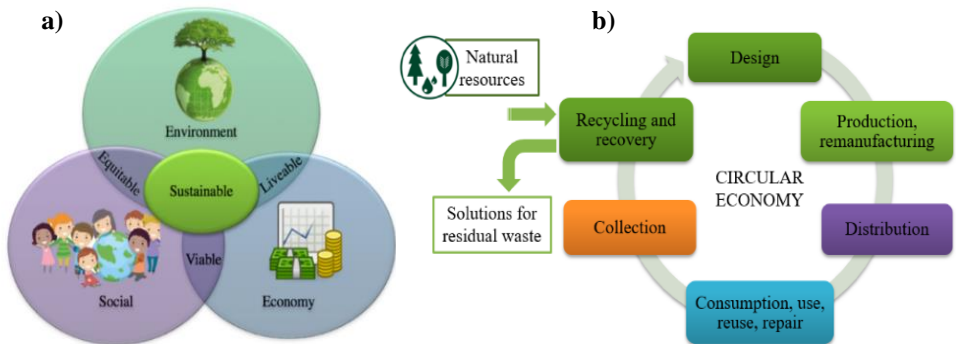 a)
Environment
Equitable
Liveable
Sustainable
Viable
Social
Economy
b)
Natural
resources
Design
Recycling and
recovery
Production,
remanufacturing
CIRCULAR
ECONOMY
Solutions for
residual waste
Collection
Distribution
Consumption, use,
reuse, repair